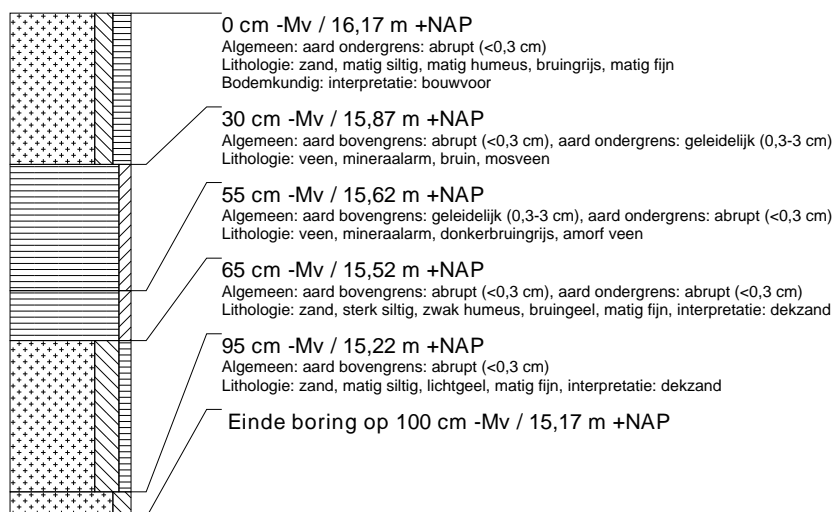 0 cm -Mv / 16,17 m +NAP
Algemeen: aard ondergrens: abrupt (<0,3 cm)
Lithologie: zand, matig siltig, matig humeus, bruingrijs, matig fijn
Bodemkundig: interpretatie: bouwvoor
30 cm -Mv / 15,87 m +NAP
Algemeen: aard bovengrens: abrupt (<0,3 cm), aard ondergrens: geleidelijk (0,3-3 cm)
Lithologie: veen, mineraalarm, bruin, mosveen
55 cm -Mv / 15,62 m +NAP
Algemeen: aard bovengrens: geleidelijk (0,3-3 cm), aard ondergrens: abrupt (<0,3 cm)
Lithologie: veen, mineraalarm, donkerbruingrijs, amorf veen
65 cm -Mv / 15,52 m +NAP
Algemeen: aard bovengrens: abrupt (<0,3 cm), aard ondergrens: abrupt (<0,3 cm)
Lithologie: zand, sterk siltig, zwak humeus, bruingeel, matig fijn, interpretatie: dekzand
95 cm -Mv / 15,22 m +NAP
Algemeen: aard bovengrens: abrupt (<0,3 cm)
Lithologie: zand, matig siltig, lichtgeel, matig fijn, interpretatie: dekzand
Einde boring op 100 cm -Mv / 15,17 m +NAP